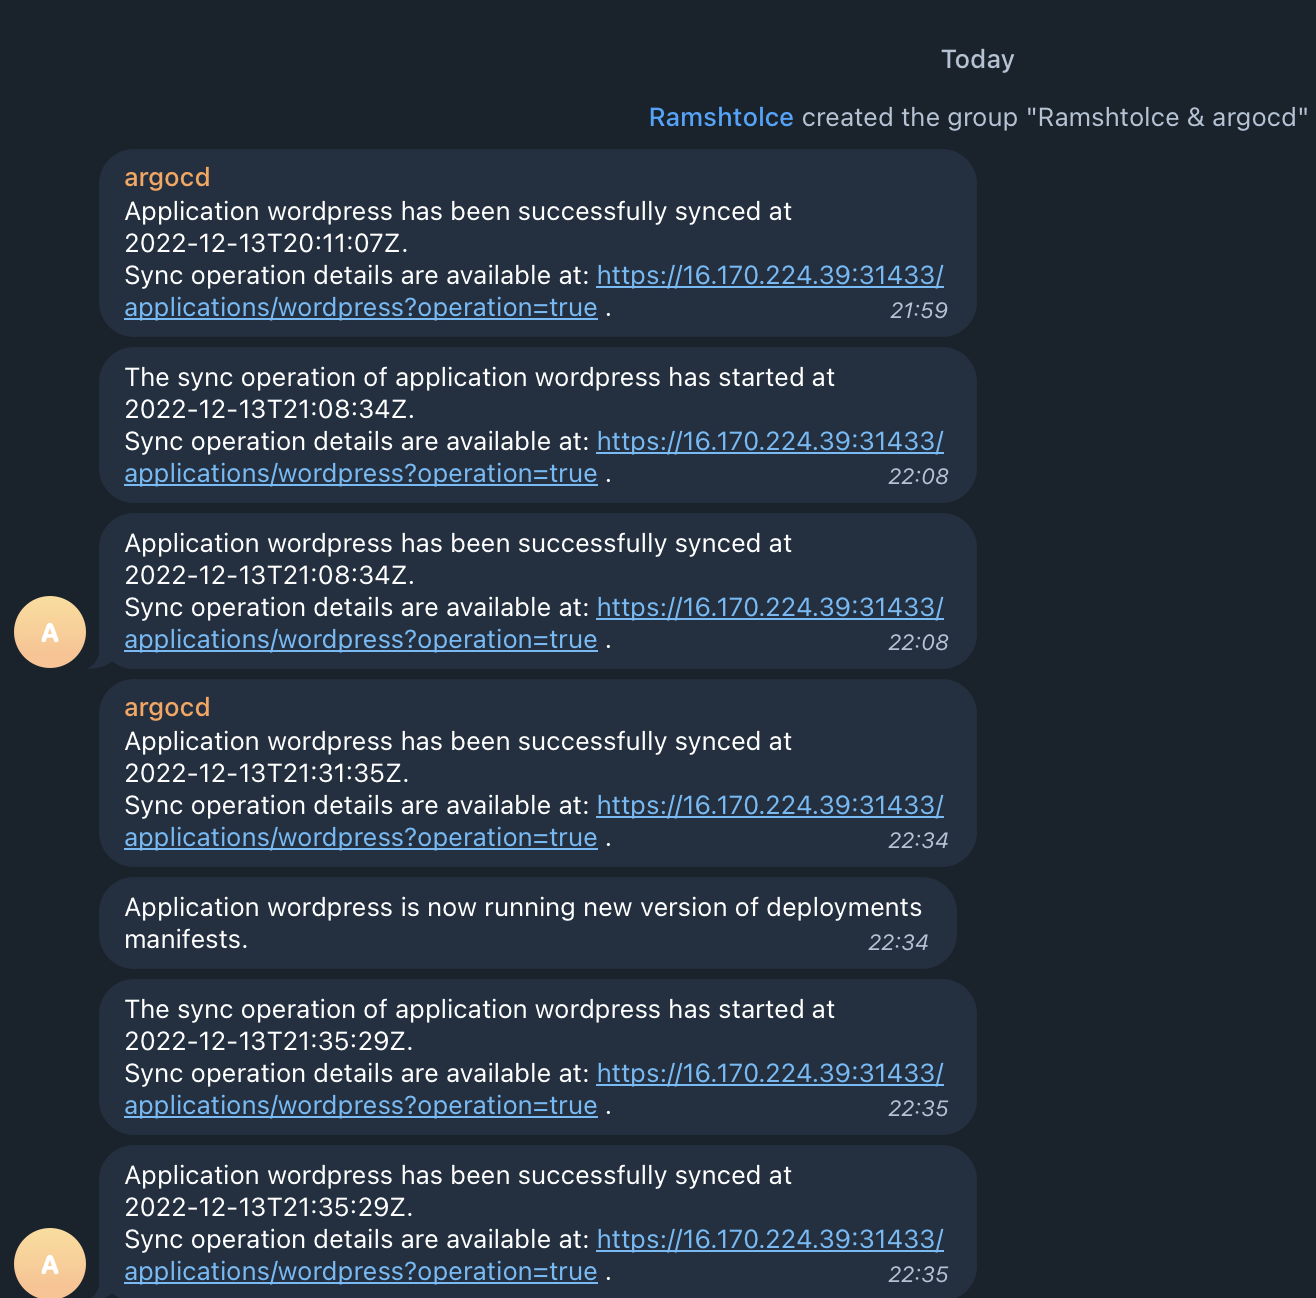 Today
Ramshtolce created the group "Ramshtolce & argocd"
argocd
Application wordpress has been successfully synced at
2022-12-13T20:11:07Z.
Sync operation details are available at: https://16.170.224.39:31433/
applications/wordpress?operation=true .
21:59
The sync operation of application wordpress has started at
2022-12-13T21:08:34Z.
Sync operation details are available at: https://16.170.224.39:31433/
applications/wordpress?operation=true .
22:08
Application wordpress has been successfully synced at
2022-12-13T21:08:34Z.
Sync operation details are available at: https://16.170.224.39:31433/
applications/wordpress?operation=true .
22:08
A
argocd
Application wordpress has been successfully synced at
2022-12-13T21:31:35Z.
Sync operation details are available at: https://16.170.224.39:31433/
applications/wordpress?operation=true .
22:34
Application wordpress is now running new version of deployments
manifests.
22:34
The sync operation of application wordpress has started at
2022-12-13T21:35:29Z.
Sync operation details are available at: https://16.170.224.39:31433/
applications/wordpress?operation=true .
22:35
Application wordpress has been successfully synced at
2022-12-13T21:35:29Z.
Sync operation details are available at: https://16.170.224.39:31433/
applications/wordpress?operation=true .
22:35
A